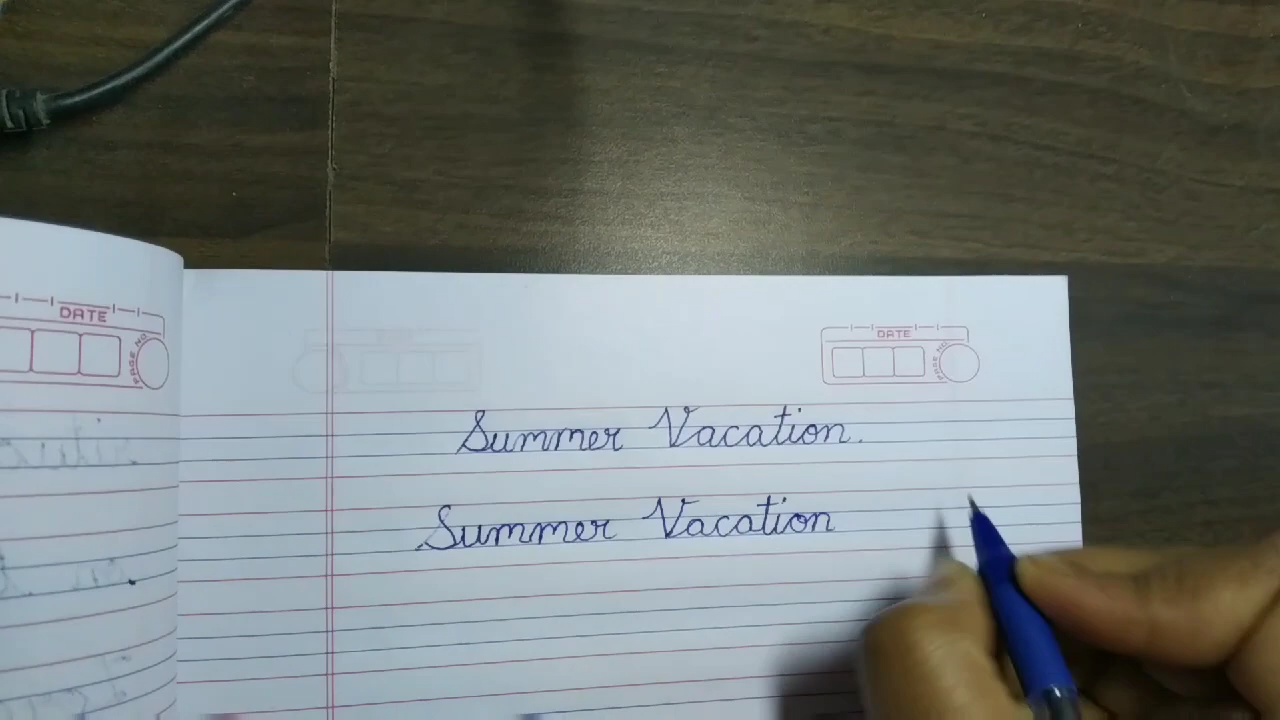 DATE
PAGE NO
DATE
PAGE NO
Summer Vacation.
Summer Vacation